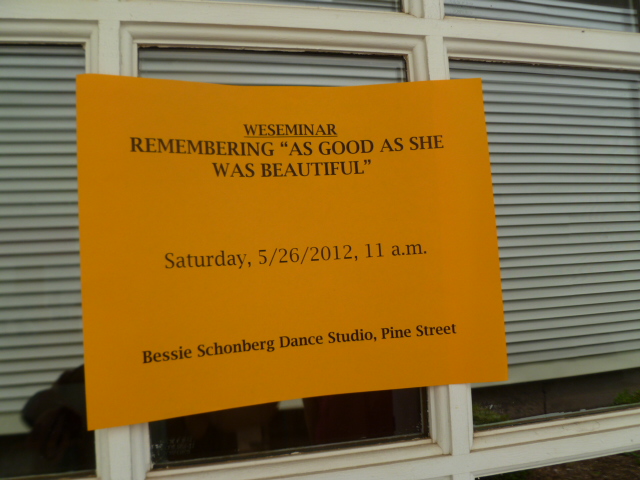 WESEMINAR
REMEMBERING “AS GOOD AS SHE
WAS BEAUTIFUL”
Saturday, 5/26/2012, 11 a.m.
Bessie Schonberg Dance Studio, Pine Street